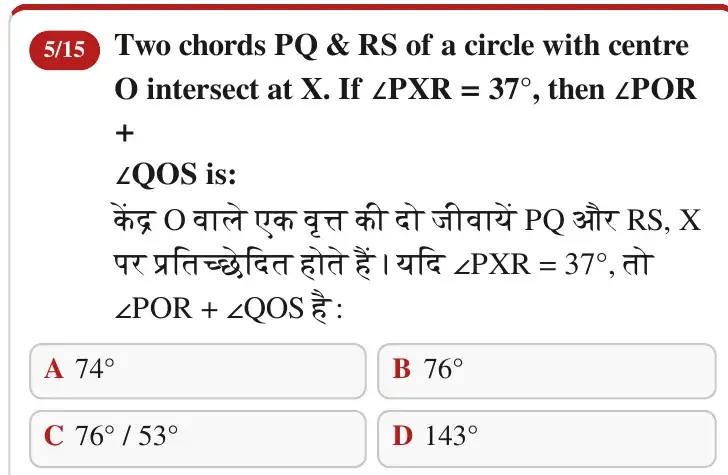 5/15 Two chords PQ & RS of a circle with centre
O intersect at X. If ∠PXR = 37°, then ∠POR
+
∠QOS is:
केंद्र O वाले एक वृत्त की दो जीवायें PQ और RS, X
पर प्रतिच्छेदित होते हैं। यदि ∠PXR = 37°, तो
∠POR + ∠QOS है:
A 74°
B 76°
C 76° / 53°
D 143°